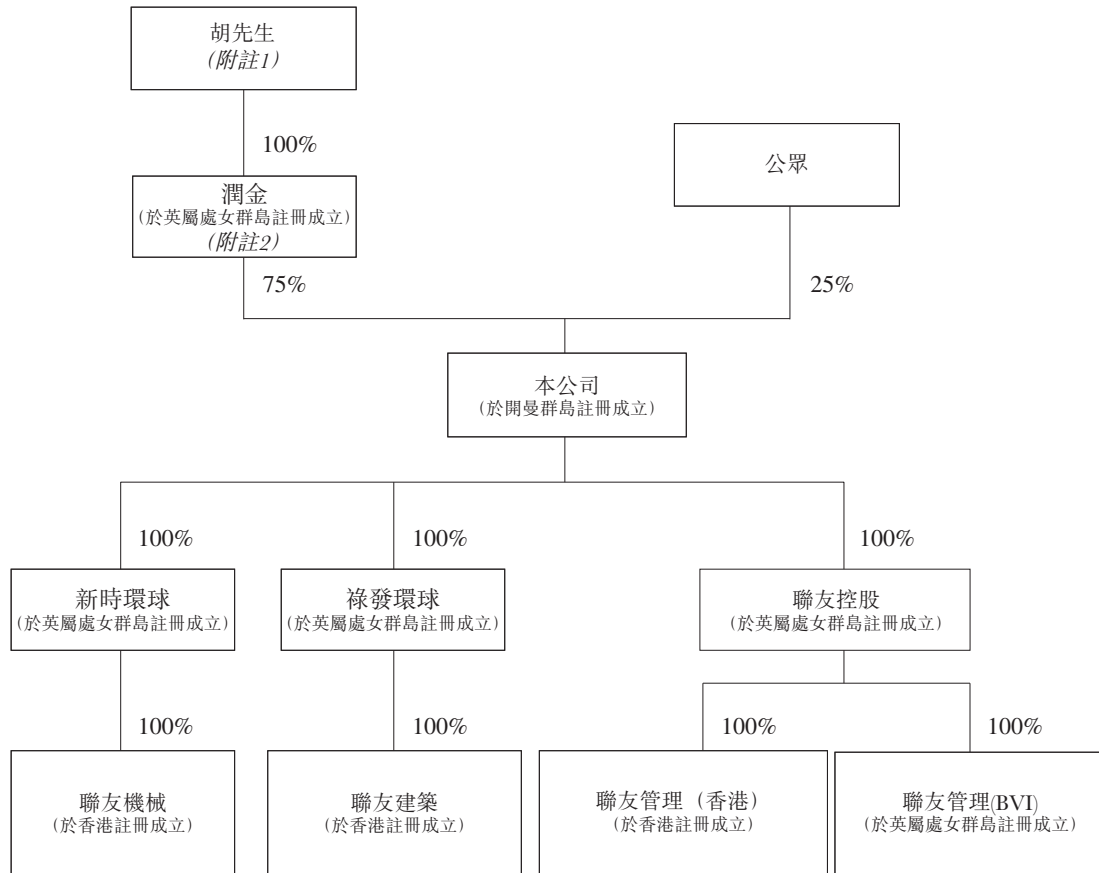 胡先生
(附註1)
100%
公眾
潤金
(於英屬處女群島註冊成立)
(附註2)
75%
25%
本公司
(於開曼群島註冊成立)
100%
100%
100%
新時環球
(於英屬處女群島註冊成立)
祿發環球
(於英屬處女群島註冊成立)
聯友控股
(於英屬處女群島註冊成立)
100%
100%
100%
100%
聯友機械
(於香港註冊成立)
聯友建築
(於香港註冊成立)
聯友管理（香港）
(於香港註冊成立)
聯友管理(BVI)
(於英屬處女群島註冊成立)